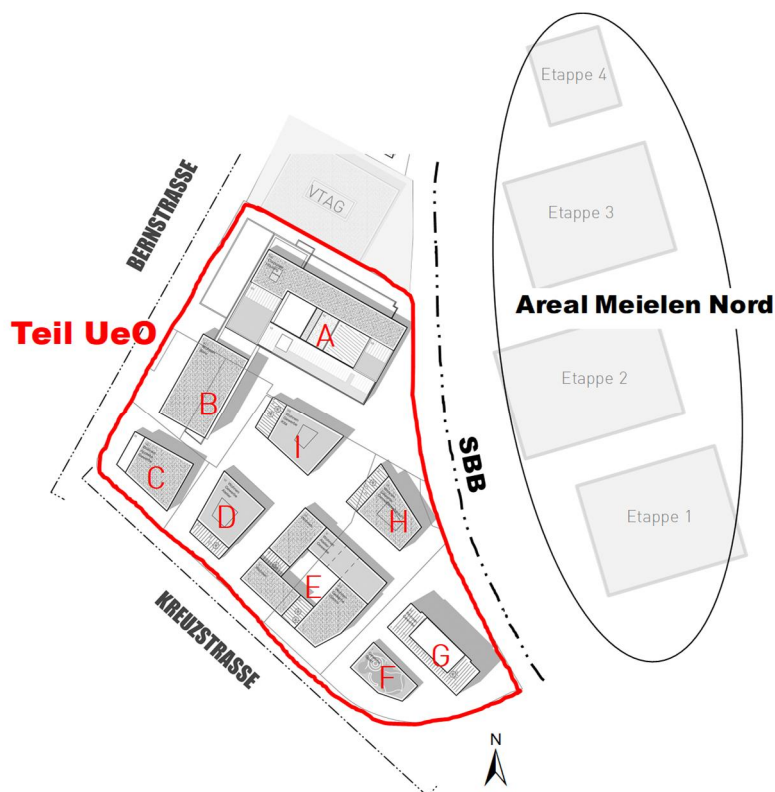 Etappe 4
BERNSTRASSE
VTAG
Etappe 3
Areal Meielen Nord
Teil UeO
A
Etappe 2
B
I
SBB
C
D
H
Etappe 1
E
KREUZSTRASSE
G
F
N